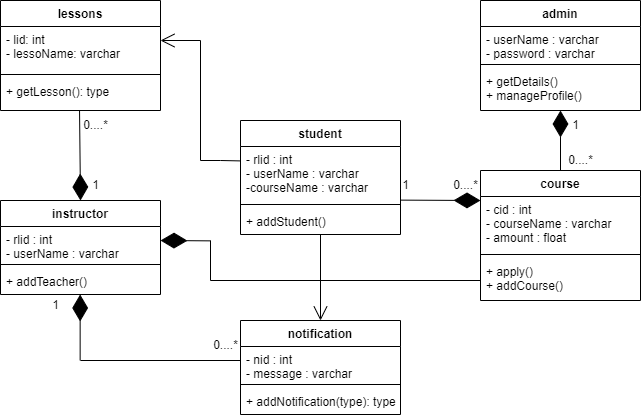 lessons
- lid: int
- lessoName: varchar
+ getLesson(): type
admin
- userName : varchar
- password : varchar
+ getDetails()
+ manageProfile()
0....*
1
1
0....*
student
- rlid : int
- userName : varchar
-courseName : varchar
+ addStudent()
1
0....*
course
- cid : int
- courseName : varchar
- amount : float
+ apply()
+ addCourse()
instructor
- rlid : int
- userName : varchar
+ addTeacher()
1
0....*
notification
- nid : int
- message : varchar
+ addNotification(type): type